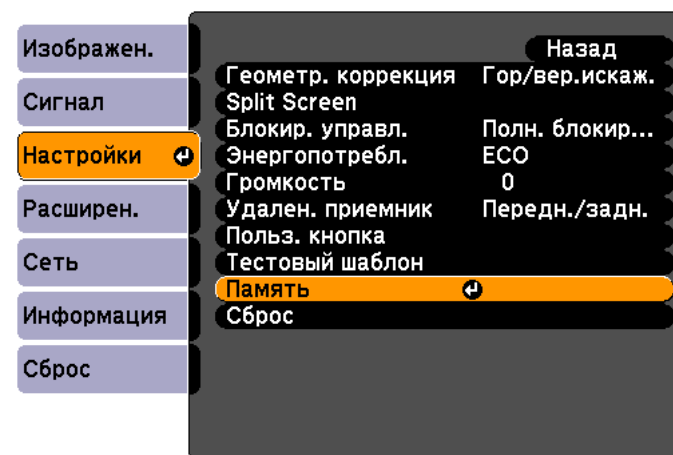 Изображен.
Сигнал
Настройки
Расширен.
Сеть
Информация
Сброс
Назад
Геометр. коррекция Гор/вер.искаж.
Split Screen
Блокир. управл. Полн. блокир...
Энергопотребл. ECO
Громкость 0
Удален. приемник Передн./задн.
Польз. кнопка
Тестовый шаблон
Память
Сброс